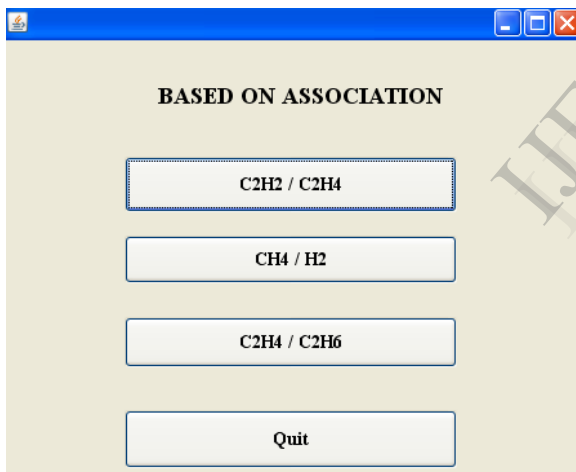 BASED ON ASSOCIATION
C2H2 / C2H4
CH4 / H2
C2H4 / C2H6
Quit